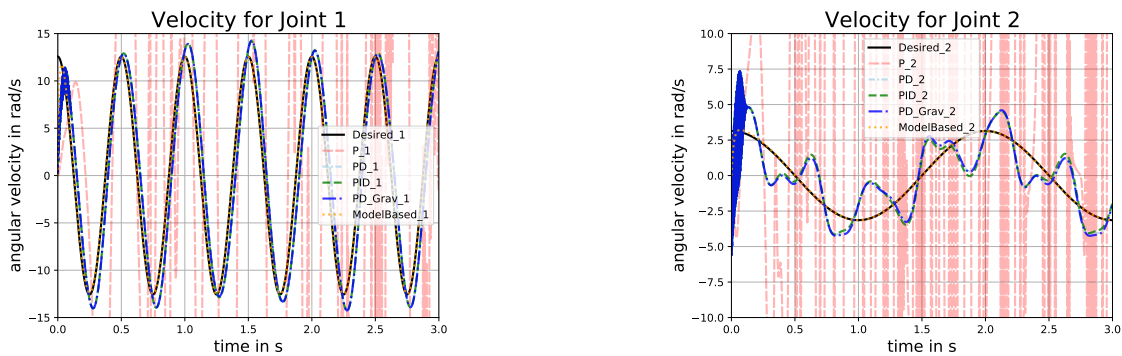 Velocity for Joint 1
angular velocity in rad/s
15
10
5
0
−5
−10
−15
0.0 0.5 1.0 1.5 2.0 2.5 3.0
time in s
Desired_1
P_1
PD_1
PID_1
PD_Grav_1
ModelBased_1
Velocity for Joint 2
angular velocity in rad/s
10.0
7.5
5.0
2.5
0.0
−2.5
−5.0
−7.5
−10.0
0.0 0.5 1.0 1.5 2.0 2.5 3.0
time in s
Desired_2
P_2
PD_2
PID_2
PD_Grav_2
ModelBased_2